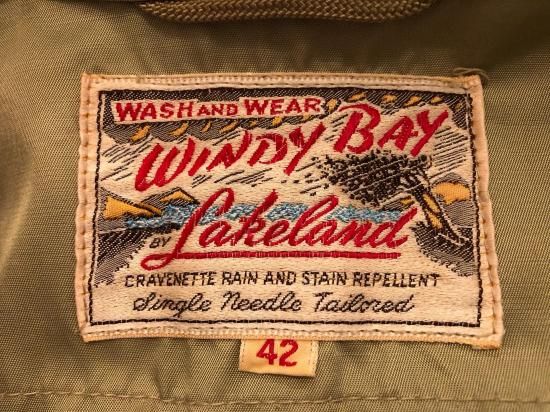 WASH AND WEAR
WINDY BAY
BY Lakeland
CRAVENETTE RAIN AND STAIN REPELLENT
Single Needle Tailored
42